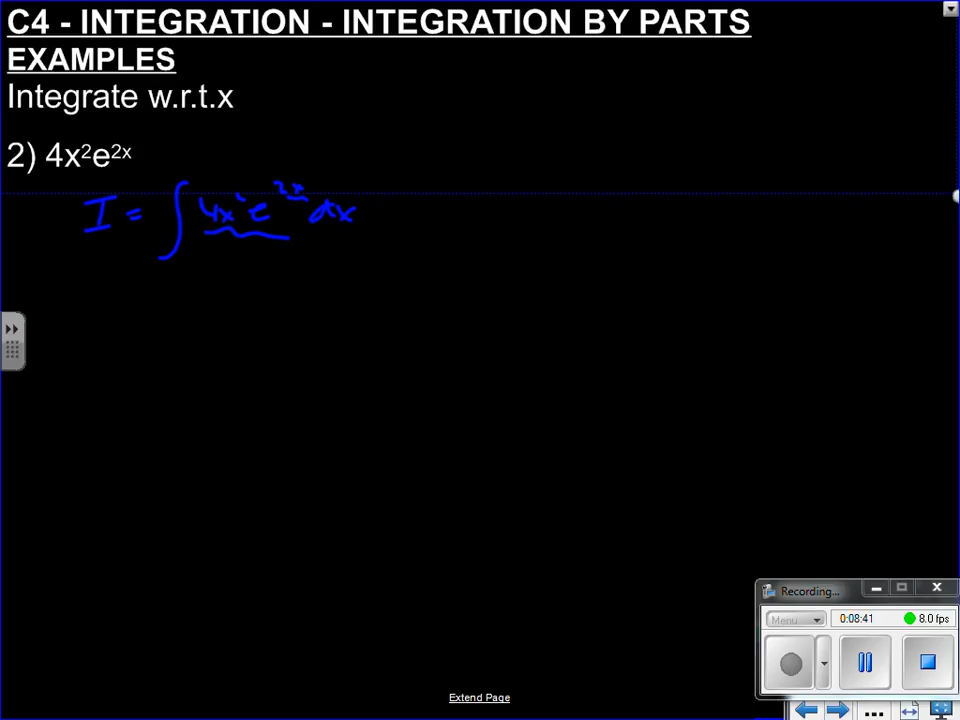 C4 - INTEGRATION - INTEGRATION BY PARTS
EXAMPLES
Integrate w.r.t.x
2) 4x²e²ˣ
I = ∫ 4x²e²ˣ dx
Recording...
Menu
0:08:41
8.0 fps
Extend Page